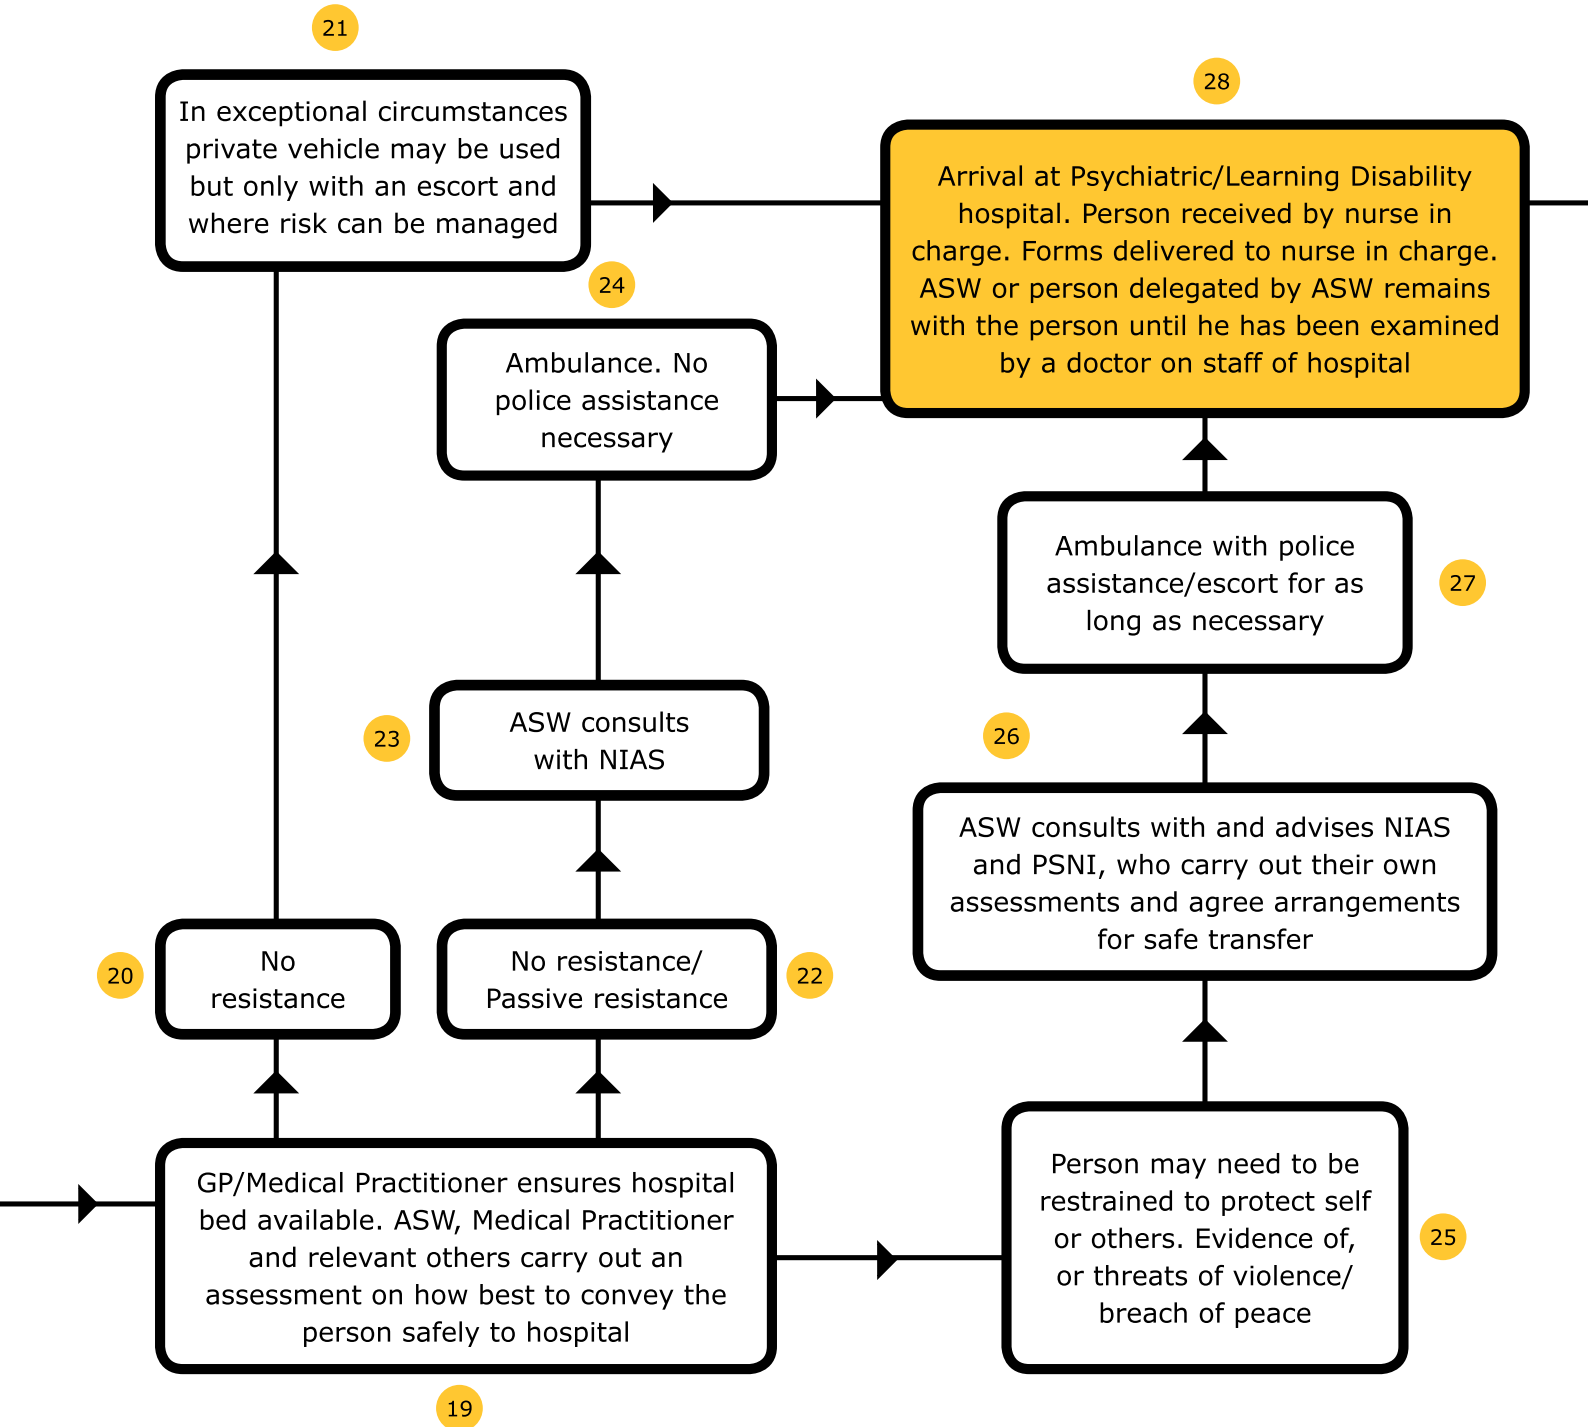 21
In exceptional circumstances
private vehicle may be used
but only with an escort and
where risk can be managed
28
Arrival at Psychiatric/Learning Disability
hospital. Person received by nurse in
charge. Forms delivered to nurse in charge.
ASW or person delegated by ASW remains
with the person until he has been examined
by a doctor on staff of hospital
24
Ambulance. No
police assistance
necessary
Ambulance with police
assistance/escort for as
long as necessary
27
23
ASW consults
with NIAS
26
ASW consults with and advises NIAS
and PSNI, who carry out their own
assessments and agree arrangements
for safe transfer
20
No
resistance
No resistance/
Passive resistance
22
GP/Medical Practitioner ensures hospital
bed available. ASW, Medical Practitioner
and relevant others carry out an
assessment on how best to convey the
person safely to hospital
19
Person may need to be
restrained to protect self
or others. Evidence of,
or threats of violence/
breach of peace
25